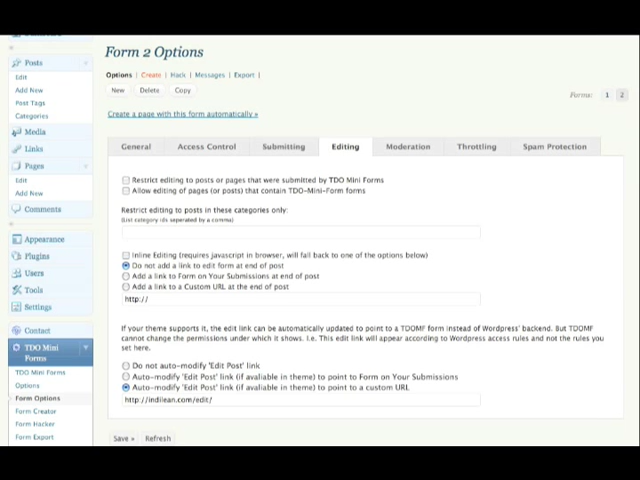 Form 2 Options
Options | Create | Hack | Messages | Export |
New Delete Copy
Forms: 1 2
Create a page with this form automatically »
General Access Control Submitting Editing Moderation Throttling Spam Protection
Restrict editing to posts or pages that were submitted by TDO Mini Forms
Allow editing of pages (or posts) that contain TDO-Mini-Form forms
Restrict editing to posts in these categories only:
(List category ids seperated by a comma)
Inline Editing (requires javascript in browser, will fall back to one of the options below)
Do not add a link to edit form at end of post
Add a link to Form on Your Submissions at end of post
Add a link to a Custom URL at the end of post
http://
If your theme supports it, the edit link can be automatically updated to point to a TDOMF form instead of Wordpress' backend. But TDOMF
cannot change the permissions under which it shows. i.e. This edit link will appear according to Wordpress access rules and not the rules you
set here.
Do not auto-modify 'Edit Post' link
Auto-modify 'Edit Post' link (if avaliable in theme) to point to Form on Your Submissions
Auto-modify 'Edit Post' link (if avaliable in theme) to point to a custom URL
http://indilean.com/edit/
Save » Refresh
Posts
Edit
Add New
Post Tags
Categories
Media
Links
Pages
Edit
Add New
Comments
Appearance
Plugins
Users
Tools
Settings
Contact
TDO Mini
Forms
TDO Mini Forms
Options
Form Options
Form Creator
Form Hacker
Form Export